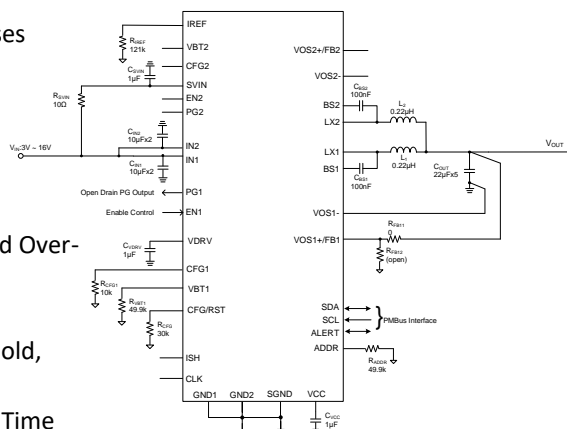 ses
d Over-
old,
Time
IREF
VBT2
CFG2
SVIN
EN2
PG2
IN2
IN1
PG1
EN1
VDRV
CFG1
VBT1
CFG/RST
ISH
CLK
GND1 GND2 SGND VCC
VOS2+/FB2
VOS2-
BS2
LX2
LX1
BS1
VOS1-
VOS1+/FB1
SDA
SCL
ALERT
ADDR
RIREF
121k
CSVIN
1µF
RSVIN
10Ω
CIN2
10µFx2
VIN:3V ~ 16V
CIN1
10µFx2
Open Drain PG Output
Enable Control
CVDRV
1µF
RCFG1
10k
RVBT1
49.9k
RCFG
30k
CBS2
100nF
L2
0.22µH
VOUT
L1
0.22µH
CBS1
100nF
COUT
22µFx5
RFB11
0
RFB12
(open)
PMBus Interface
RADDR
49.9k
CVCC
1µF